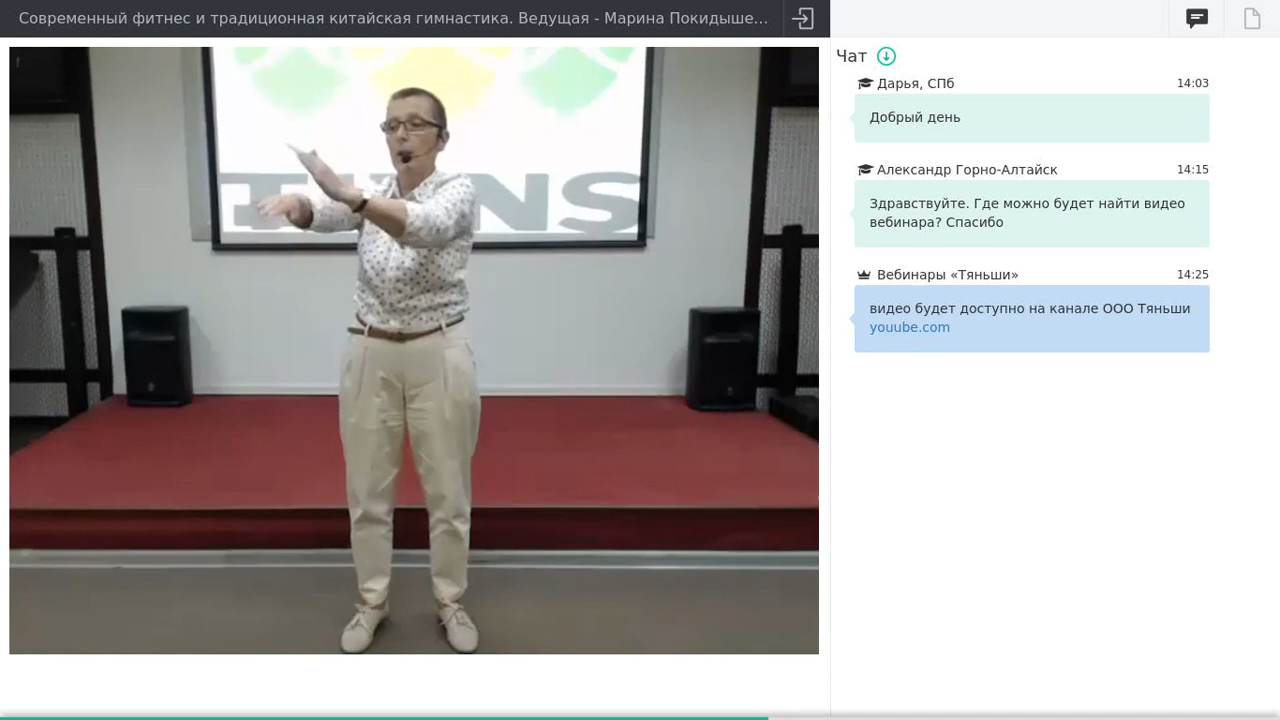 Современный фитнес и традиционная китайская гимнастика. Ведущая - Марина Покидыше...
Чат
Дарья, СПб 14:03
Добрый день
Александр Горно-Алтайск 14:15
Здравствуйте. Где можно будет найти видео
вебинара? Спасибо
Вебинары «Тяньши» 14:25
видео будет доступно на канале ООО Тяньши
youube.com